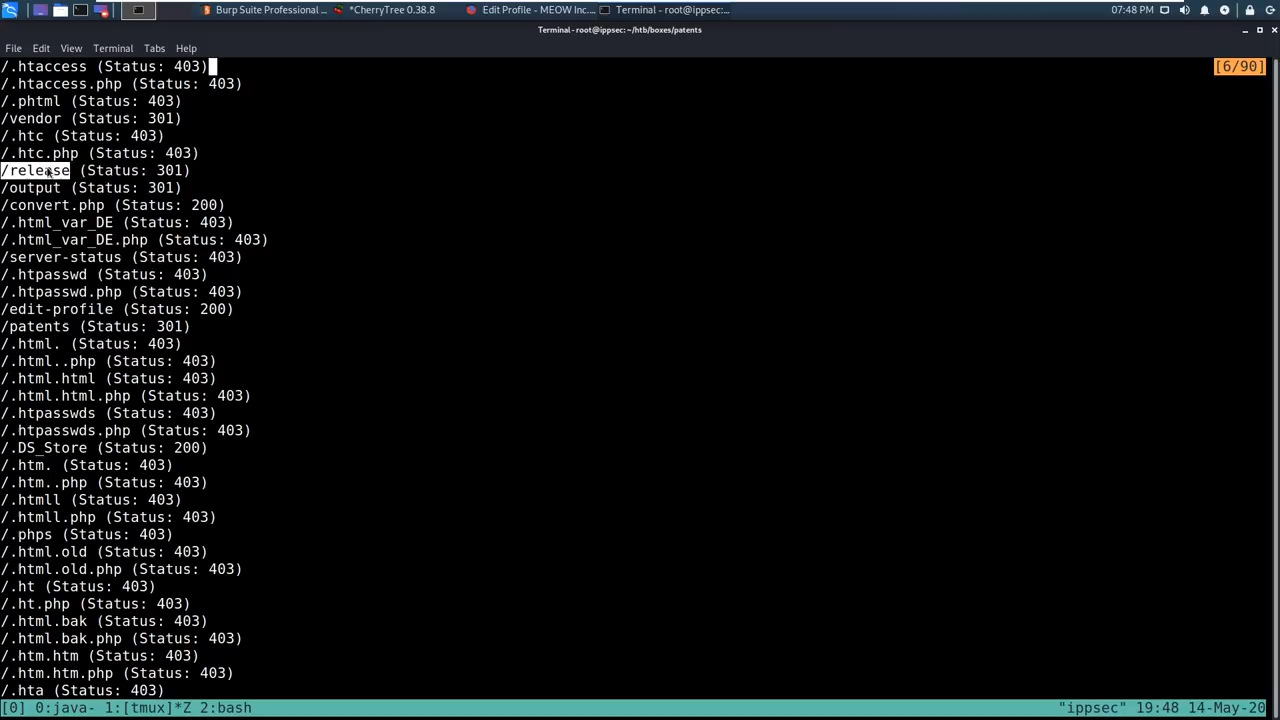 Burp Suite Professional ...
*CherryTree 0.38.8
Edit Profile - MEOW Inc....
Terminal - root@ippsec:...
07:48 PM
Terminal - root@ippsec: ~/htb/boxes/patents
File Edit View Terminal Tabs Help
/.htaccess (Status: 403) [6/90]
/.htaccess.php (Status: 403)
/.phtml (Status: 403)
/vendor (Status: 301)
/.htc (Status: 403)
/.htc.php (Status: 403)
/release (Status: 301)
/output (Status: 301)
/convert.php (Status: 200)
/.html_var_DE (Status: 403)
/.html_var_DE.php (Status: 403)
/server-status (Status: 403)
/.htpasswd (Status: 403)
/.htpasswd.php (Status: 403)
/edit-profile (Status: 200)
/patents (Status: 301)
/.html. (Status: 403)
/.html..php (Status: 403)
/.html.html (Status: 403)
/.html.html.php (Status: 403)
/.htpasswds (Status: 403)
/.htpasswds.php (Status: 403)
/.DS_Store (Status: 200)
/.htm. (Status: 403)
/.htm..php (Status: 403)
/.htmll (Status: 403)
/.htmll.php (Status: 403)
/.phps (Status: 403)
/.html.old (Status: 403)
/.html.old.php (Status: 403)
/.ht (Status: 403)
/.ht.php (Status: 403)
/.html.bak (Status: 403)
/.html.bak.php (Status: 403)
/.htm.htm (Status: 403)
/.htm.htm.php (Status: 403)
/.hta (Status: 403)
[0] 0:java- 1:[tmux]*Z 2:bash "ippsec" 19:48 14-May-20